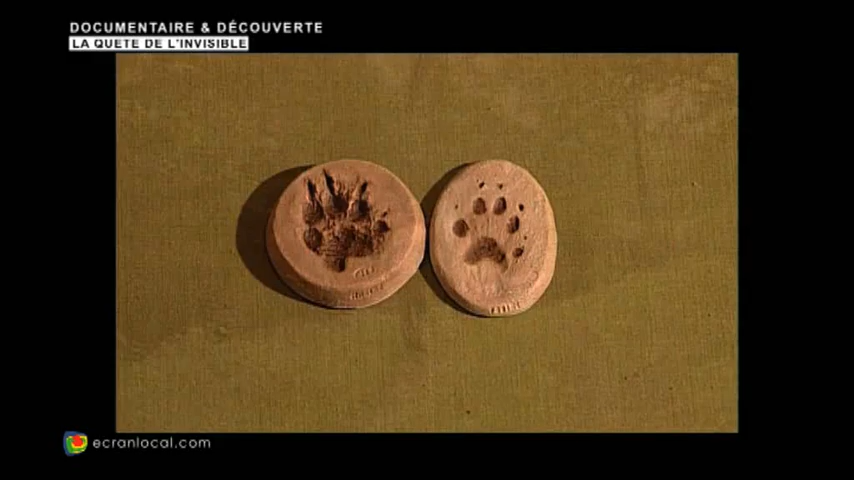 DOCUMENTAIRE & DÉCOUVERTE
LA QUETE DE L'INVISIBLE
ecranlocal.com